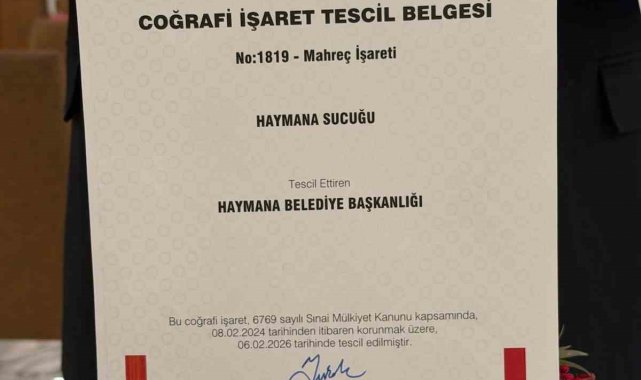 COĞRAFİ İŞARET TESCİL BELGESİ
No:1819 - Mahreç İşareti
HAYMANA SUCUĞU
Tescil Ettiren
HAYMANA BELEDİYE BAŞKANLIĞI
Bu coğrafi işaret, 6769 sayılı Sınai Mülkiyet Kanunu kapsamında,
08.02.2024 tarihinden itibaren korunmak üzere,
06.02.2026 tarihinde tescil edilmiştir.